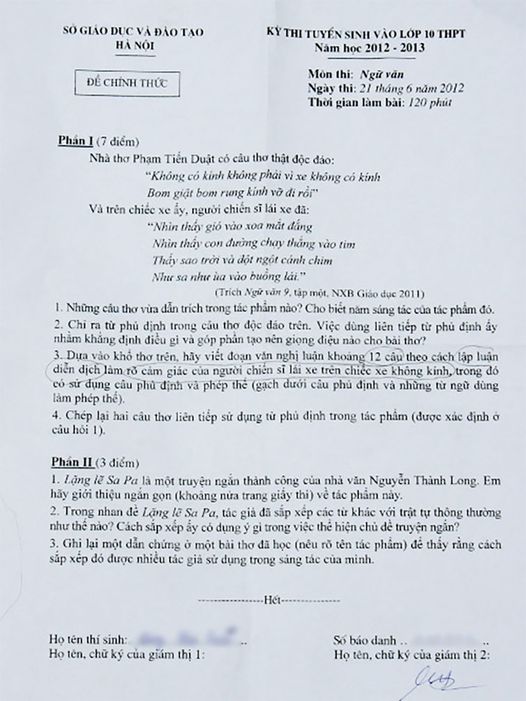 SỞ GIÁO DỤC VÀ ĐÀO TẠO
HÀ NỘI
ĐỀ CHÍNH THỨC
KỲ THI TUYỂN SINH VÀO LỚP 10 THPT
Năm học 2012 - 2013
Môn thi: Ngữ văn
Ngày thi: 21 tháng 6 năm 2012
Thời gian làm bài: 120 phút
Phần I (7 điểm)
Nhà thơ Phạm Tiến Duật có câu thơ thật độc đáo:
“Không có kính không phải vì xe không có kính
Bom giật bom rung kính vỡ đi rồi”
Và trên chiếc xe ấy, người chiến sĩ lái xe đã:
“Nhìn thấy gió vào xoa mắt đắng
Nhìn thấy con đường chạy thẳng vào tim
Thấy sao trời và đột ngột cánh chim
Như sa như ùa vào buồng lái.”
(Trích Ngữ văn 9, tập một, NXB Giáo dục 2011)
1. Những câu thơ vừa dẫn trích trong tác phẩm nào? Cho biết năm sáng tác của tác phẩm đó.
2. Chỉ ra từ phủ định trong câu thơ độc đáo trên. Việc dùng liên tiếp từ phủ định ấy
nhằm khẳng định điều gì và góp phần tạo nên giọng điệu nào cho bài thơ?
3. Dựa vào khổ thơ trên, hãy viết đoạn văn nghị luận khoảng 12 câu theo cách lập luận
diễn dịch làm rõ cảm giác của người chiến sĩ lái xe trên chiếc xe không kính, trong đó
có sử dụng câu phủ định và phép thế (gạch dưới câu phủ định và những từ ngữ dùng
làm phép thế).
4. Chép lại hai câu thơ liên tiếp sử dụng từ phủ định trong tác phẩm (được xác định ở
câu hỏi 1).
Phần II (3 điểm)
1. Lặng lẽ Sa Pa là một truyện ngắn thành công của nhà văn Nguyễn Thành Long. Em
hãy giới thiệu ngắn gọn (khoảng nửa trang giấy thi) về tác phẩm này.
2. Trong nhan đề Lặng lẽ Sa Pa, tác giả đã sắp xếp các từ khác với trật tự thông thường
như thế nào? Cách sắp xếp ấy có dụng ý gì trong việc thể hiện chủ đề truyện ngắn?
3. Ghi lại một dẫn chứng ở một bài thơ đã học (nêu rõ tên tác phẩm) để thấy rằng cách
sắp xếp đó được nhiều tác giả sử dụng trong sáng tác của mình.
---------------Hết---------------
Họ tên thí sinh: ..
Số báo danh ..
Họ tên, chữ ký của giám thị 1:
Họ tên, chữ ký của giám thị 2: